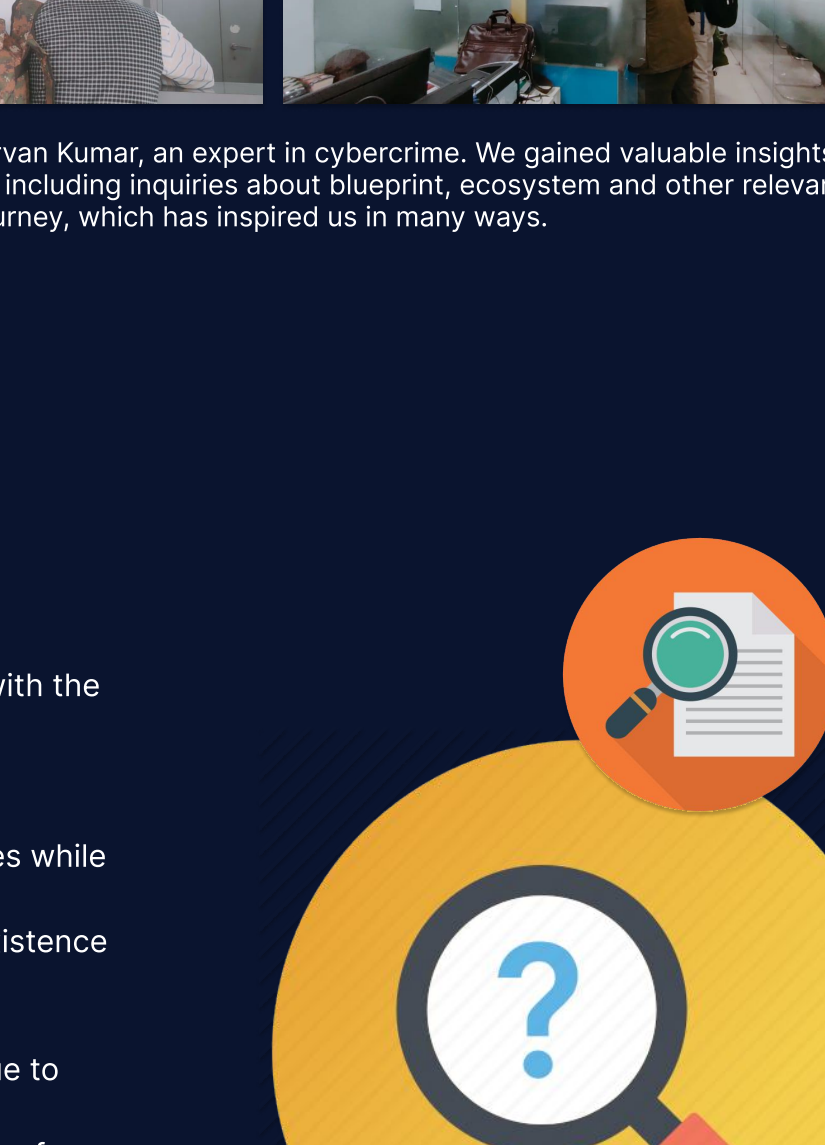 rvan Kumar, an expert in cybercrime. We gained valuable insights
including inquiries about blueprint, ecosystem and other relevan
urney, which has inspired us in many ways.
with the
es while
istence
ue to
?